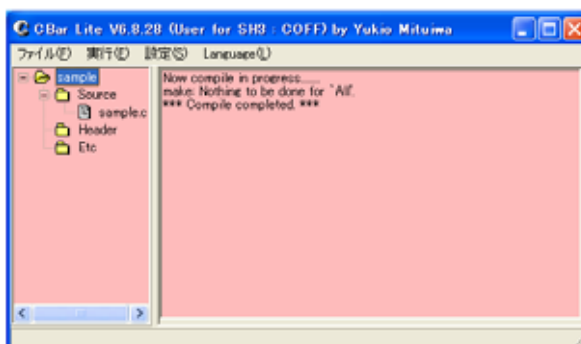 CBar Lite V6.8.28 (User for SH3 : COFF) by Yukio Mituiwa
ファイル(F) 実行(E) 設定(S) Language(L)
sample
Source
sample.c
Header
Etc
Now compile in progress......
make: Nothing to be done for `All'.
*** Compile completed. ***